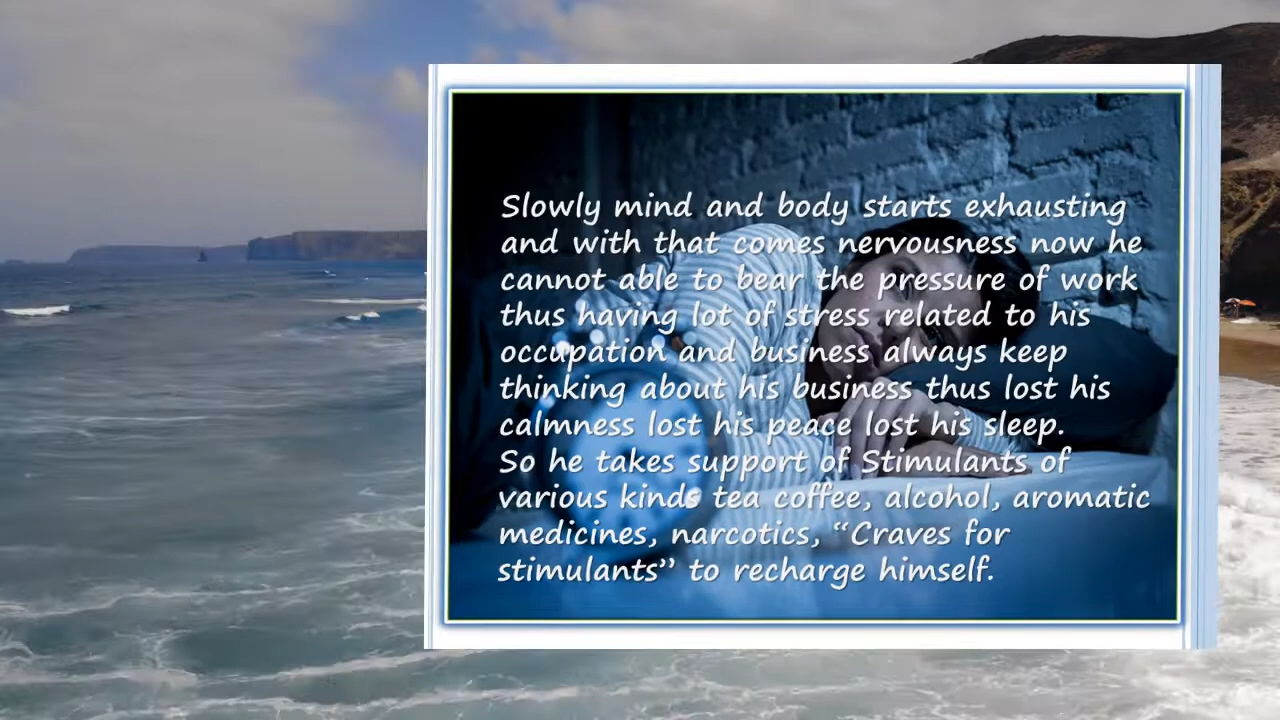 Slowly mind and body starts exhausting
and with that comes nervousness now he
cannot able to bear the pressure of work
thus having lot of stress related to his
occupation and business always keep
thinking about his business thus lost his
calmness lost his peace lost his sleep.
So he takes support of Stimulants of
various kinds tea coffee, alcohol, aromatic
medicines, narcotics, “Craves for
stimulants” to recharge himself.